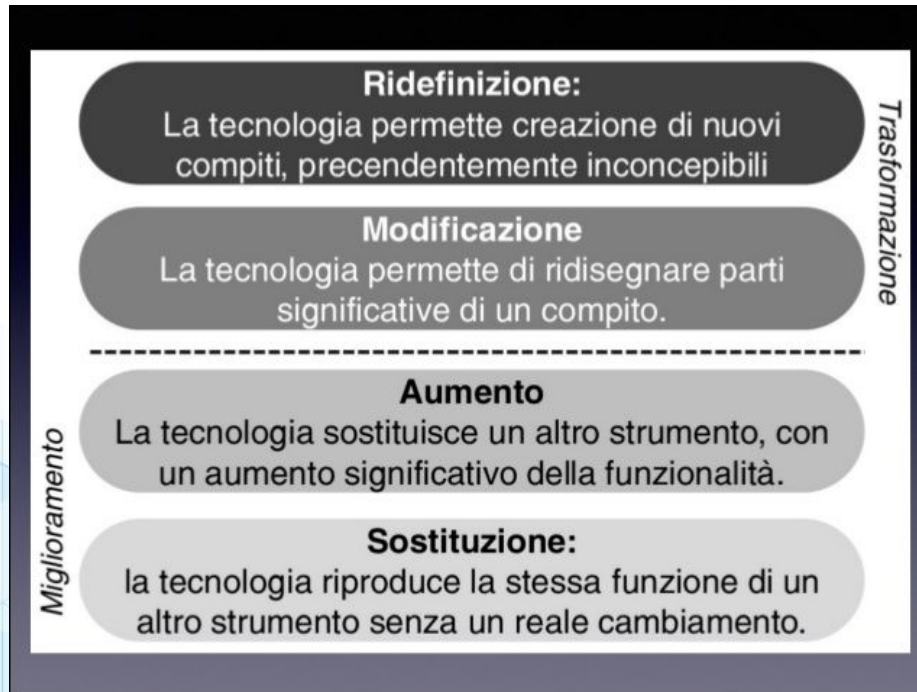 Ridefinizione:
La tecnologia permette creazione di nuovi
compiti, precendentemente inconcepibili
Trasformazione
Modificazione
La tecnologia permette di ridisegnare parti
significative di un compito.
Aumento
La tecnologia sostituisce un altro strumento, con
un aumento significativo della funzionalità.
Miglioramento
Sostituzione:
la tecnologia riproduce la stessa funzione di un
altro strumento senza un reale cambiamento.